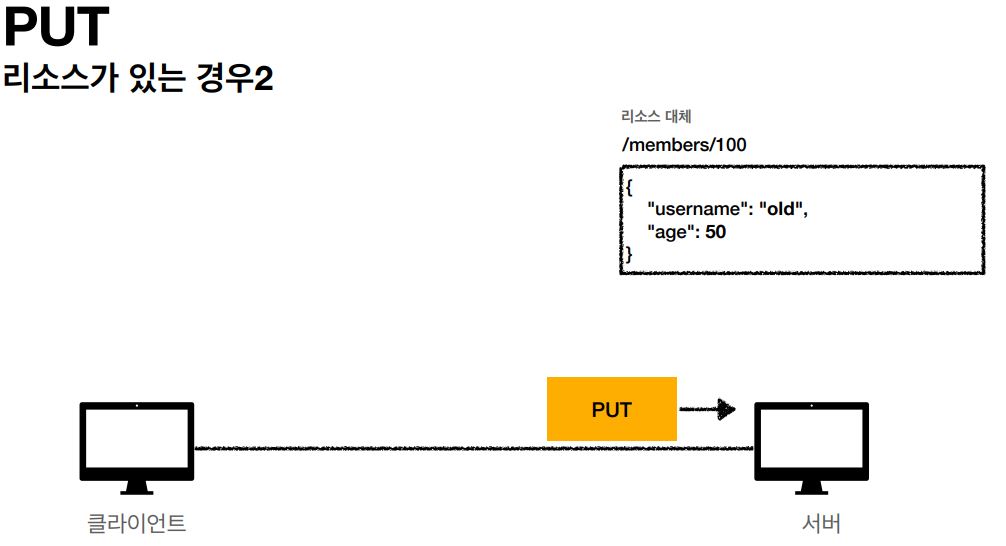 PUT
리소스가 있는 경우2
리소스 대체
/members/100
{
"username": "old",
"age": 50
}
PUT
클라이언트
서버